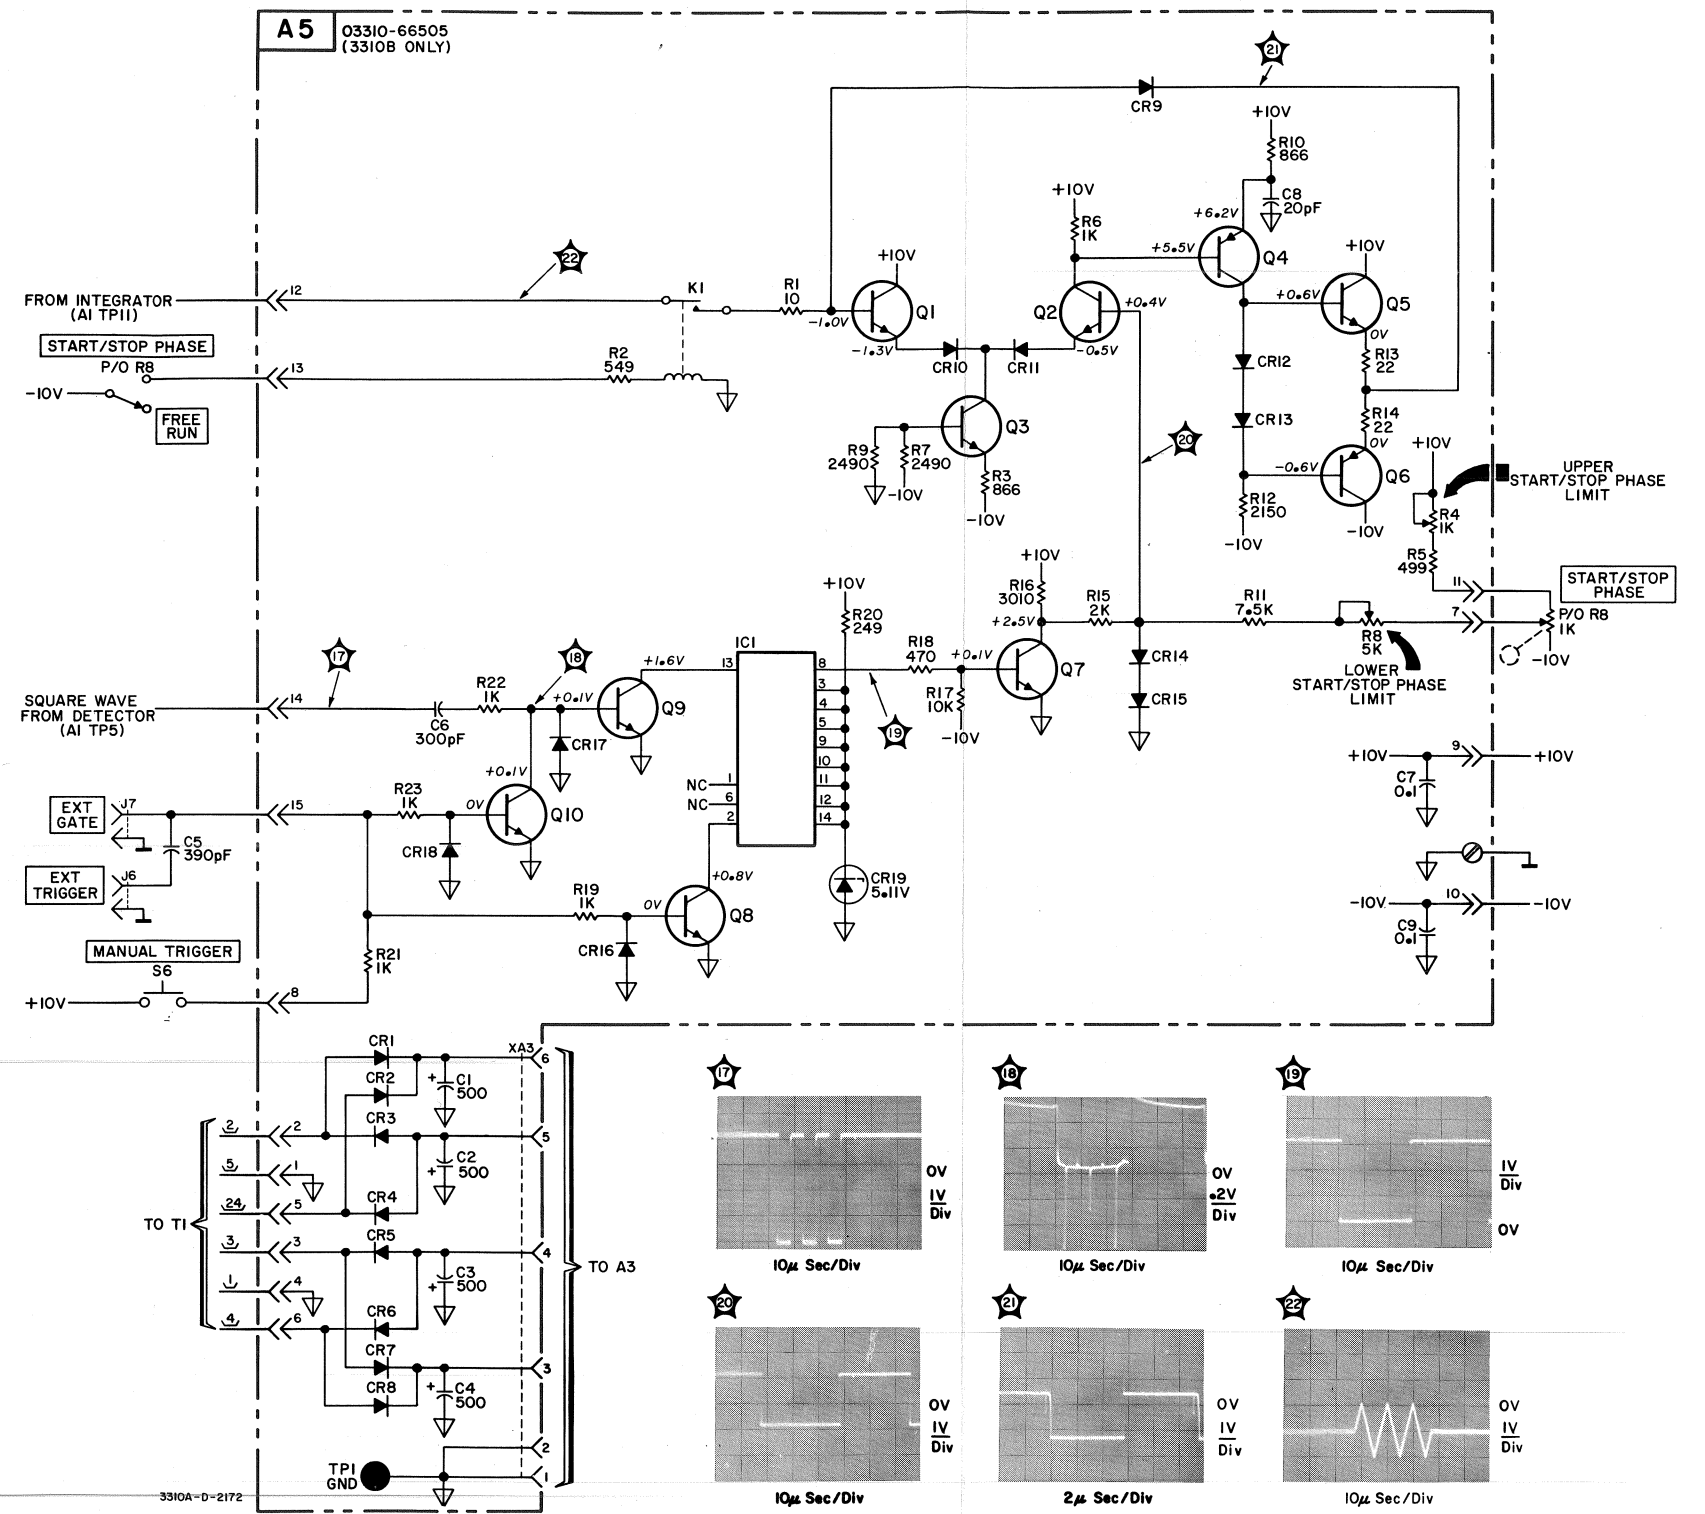 A5
03310-66505
(3310B ONLY)
21
CR9
+10V
R10
866
C8
20pF
+10V
R6
1K
+6.2V
+5.5V
Q4
+10V
+0.6V
Q5
0V
R13
22
R14
22
0V
CR12
CR13
-0.6V
Q6
R12
2150
-10V
-10V
22
FROM INTEGRATOR
(A1 TP11)
12
K1
R1
10
-1.0V
+10V
Q1
-1.3V
Q2
+0.4V
-0.5V
CR10
CR11
START/STOP PHASE
P/O R8
13
-10V
FREE
RUN
R2
549
Q3
R9
2490
R7
2490
-10V
R3
866
-10V
20
+10V
UPPER
START/STOP PHASE
LIMIT
R4
1K
R5
499
11
START/STOP
PHASE
P/O R8
1K
-10V
7
+10V
R20
249
+10V
R16
3010
+2.5V
R15
2K
R11
7.5K
R8
5K
LOWER
START/STOP PHASE
LIMIT
17
18
SQUARE WAVE
FROM DETECTOR
(A1 TP5)
14
C6
300pF
R22
1K
+0.1V
CR17
Q9
+1.6V
IC1
13
8
3
4
5
9
10
11
12
14
NC
1
NC
6
2
R18
470
+0.1V
R17
10K
-10V
19
Q7
CR14
CR15
+0.1V
R23
1K
0V
Q10
CR18
EXT
GATE
J7
15
C5
390pF
EXT
TRIGGER
J6
R19
1K
0V
CR16
+0.8V
Q8
CR19
5.11V
+10V
9
+10V
C7
0.1
-10V
10
-10V
C9
0.1
MANUAL TRIGGER
S6
+10V
8
R21
1K
CR1
CR2
CR3
CR4
CR5
CR6
CR7
CR8
+
C1
500
+
C2
500
+
C3
500
+
C4
500
XA3
6
5
4
3
2
1
TO A3
TO T1
2
2
5
1
24
5
3
3
1
4
4
6
TP1
GND
3310A-D-2172
17
0V
1V
Div
10μ Sec/Div
18
0V
.2V
Div
10μ Sec/Div
19
1V
Div
0V
10μ Sec/Div
20
0V
1V
Div
10μ Sec/Div
21
0V
1V
Div
2μ Sec/Div
22
0V
1V
Div
10μ Sec/Div